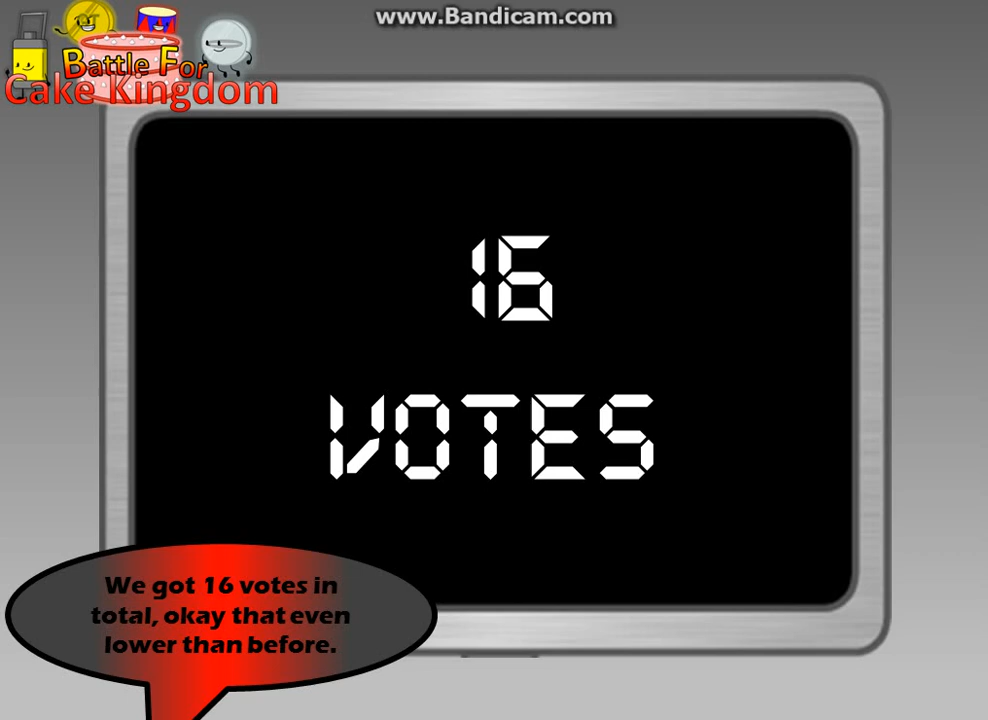 www.Bandicam.com
Battle For
Cake Kingdom
16
VOTES
We got 16 votes in
total, okay that even
lower than before.